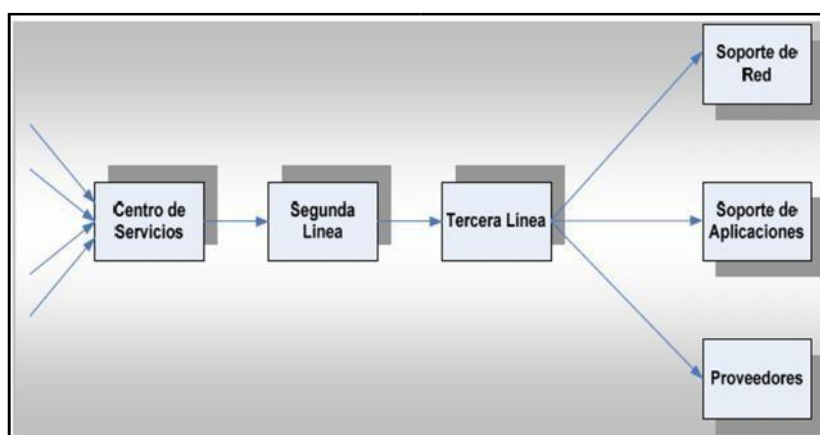 Centro de
Servicios
Segunda
Linea
Tercera Linea
Soporte de
Red
Soporte de
Aplicaciones
Proveedores